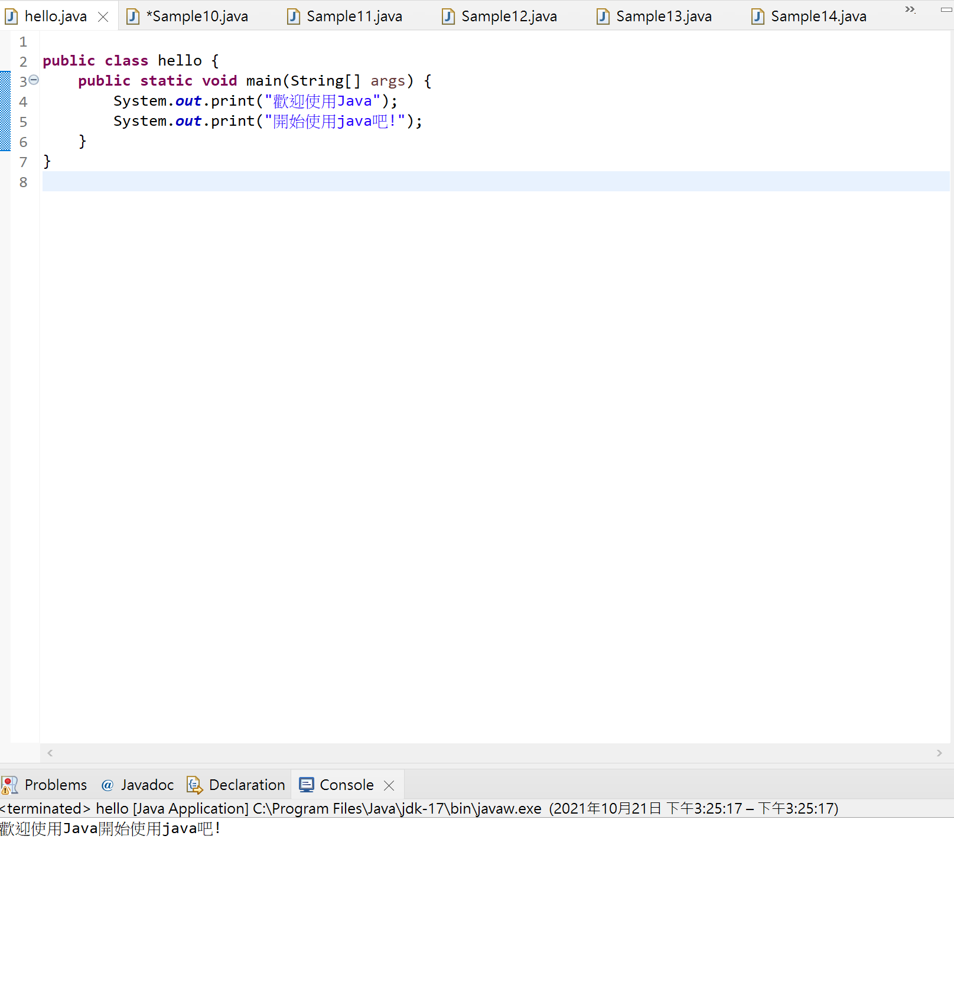 hello.java *Sample10.java Sample11.java Sample12.java Sample13.java Sample14.java
1
2 public class hello {
3 public static void main(String[] args) {
4 System.out.print("歡迎使用Java");
5 System.out.print("開始使用java吧!");
6 }
7 }
8
Problems @ Javadoc Declaration Console
<terminated> hello [Java Application] C:\Program Files\Java\jdk-17\bin\javaw.exe (2021年10月21日 下午3:25:17 – 下午3:25:17)
歡迎使用Java開始使用java吧!